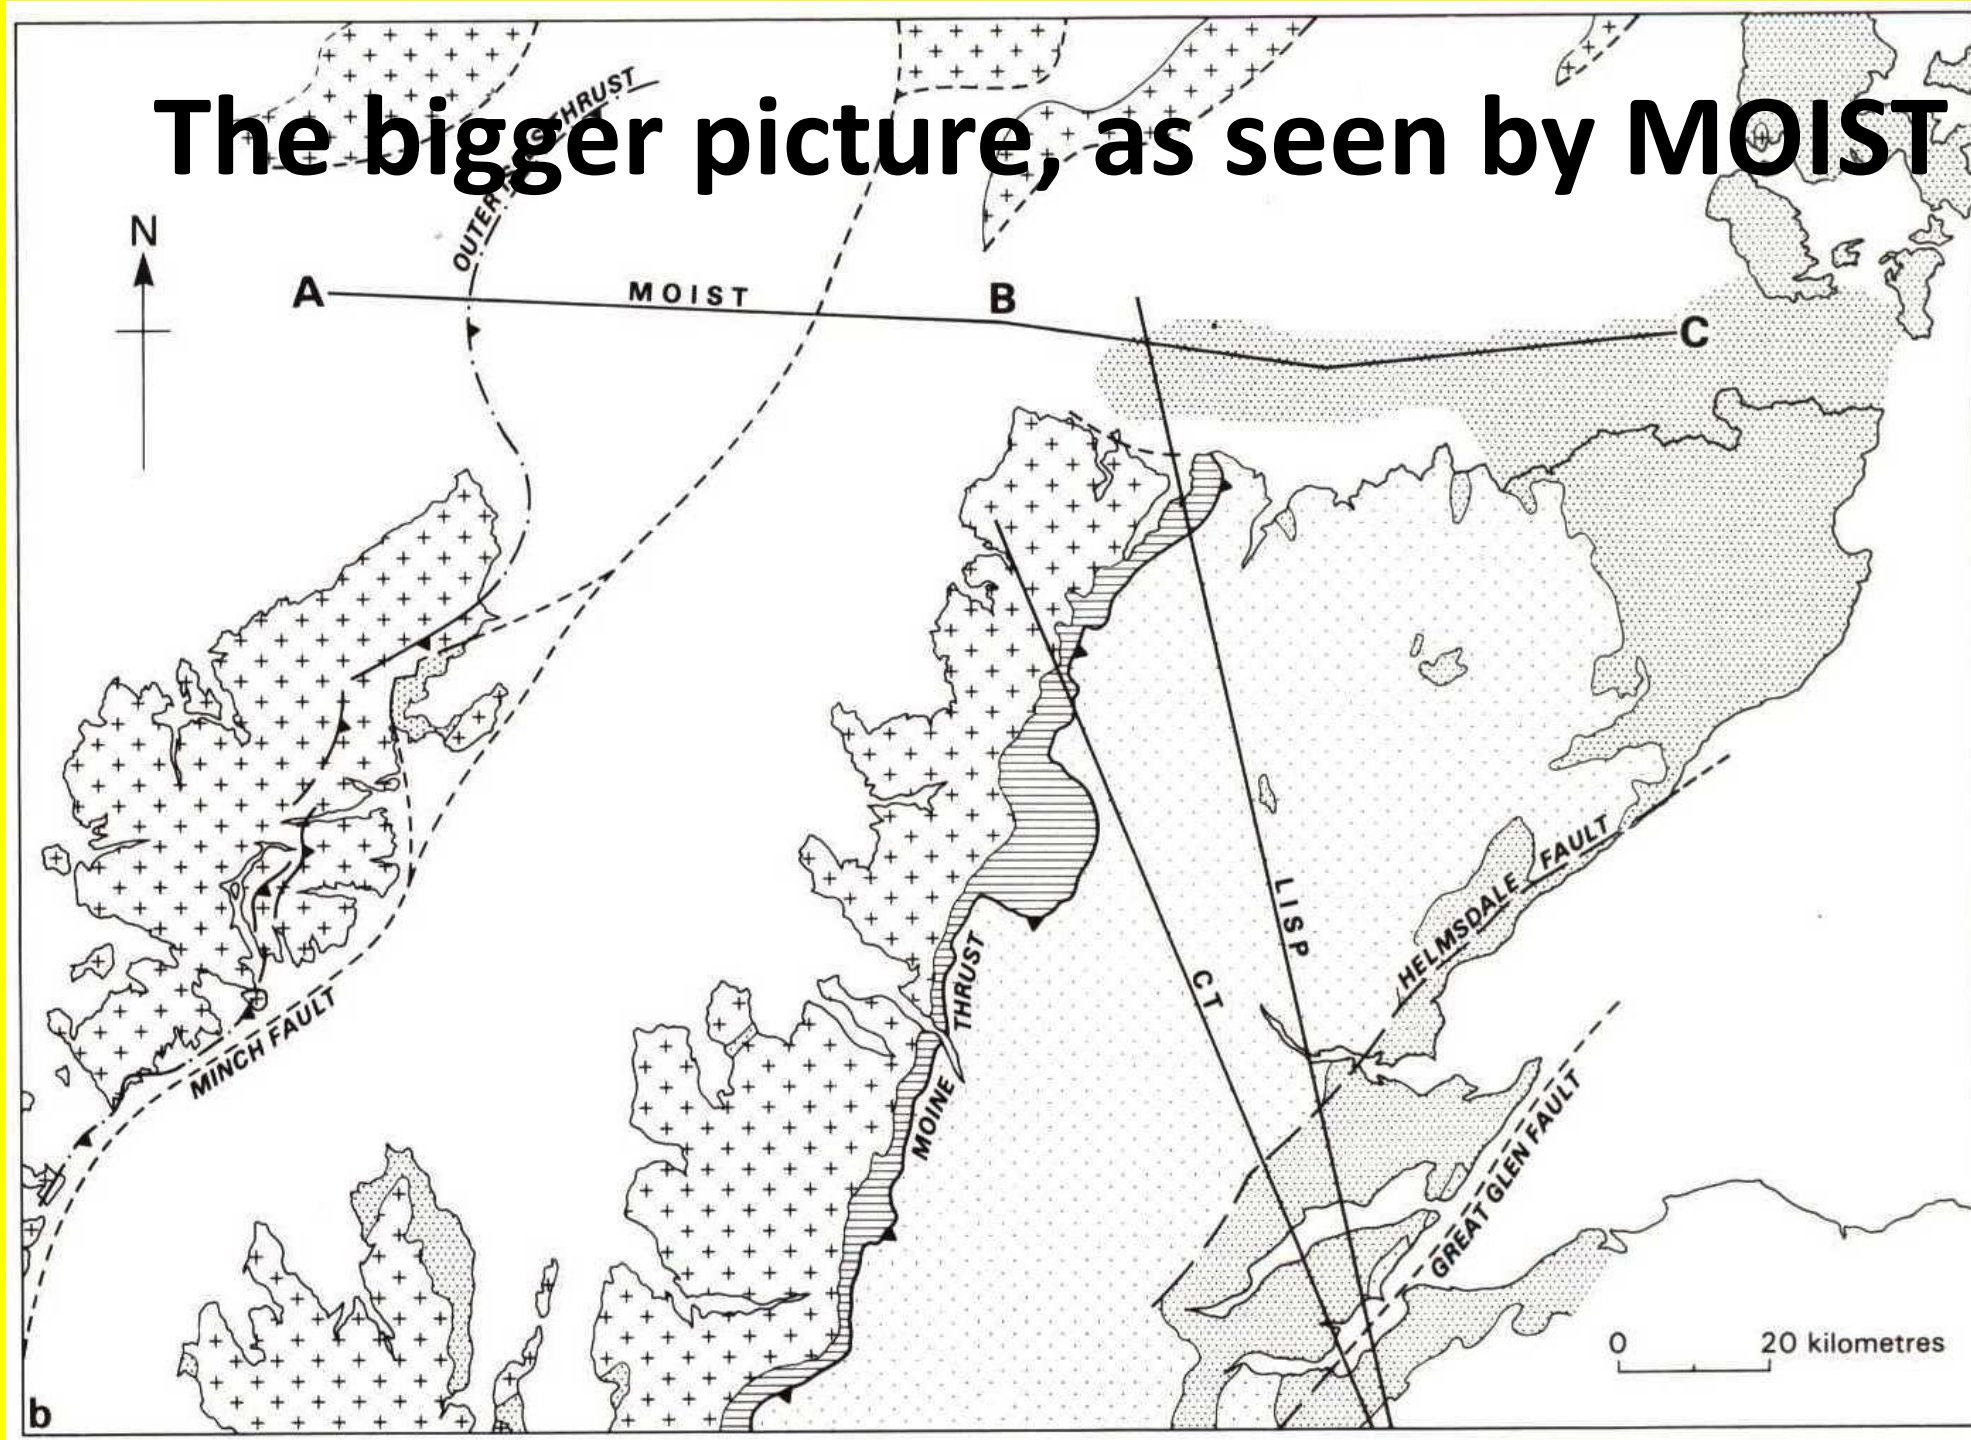 The bigger picture, as seen by MOIST
OUTER ISLES THRUST
N
A
MOIST
B
C
HELMSDALE FAULT
LISP
CT
MOINE THRUST
MINCH FAULT
GREAT GLEN FAULT
0 20 kilometres
b